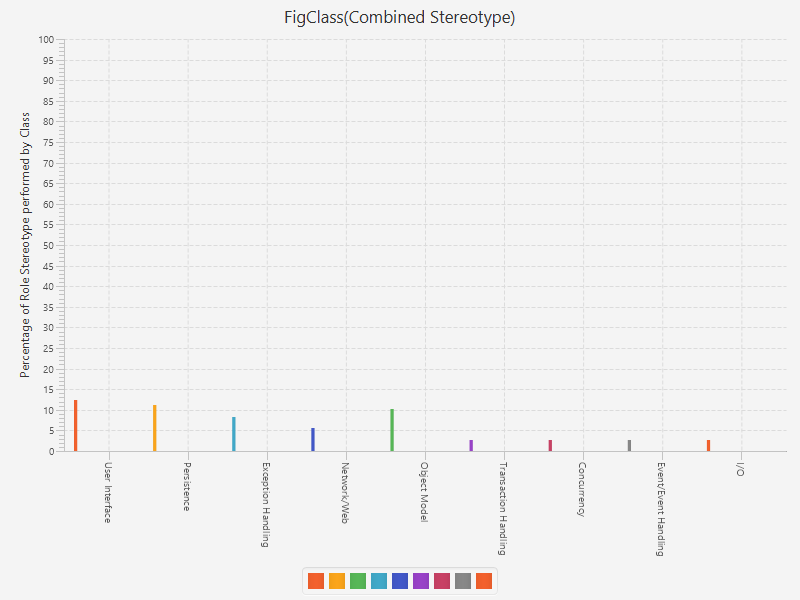 FigClass(Combined Stereotype)
Percentage of Role Stereotype performed by Class
100
95
90
85
80
75
70
65
60
55
50
45
40
35
30
25
20
15
10
5
0
User Interface
Persistence
Exception Handling
Network/Web
Object Model
Transaction Handling
Concurrency
Event/Event Handling
I/O